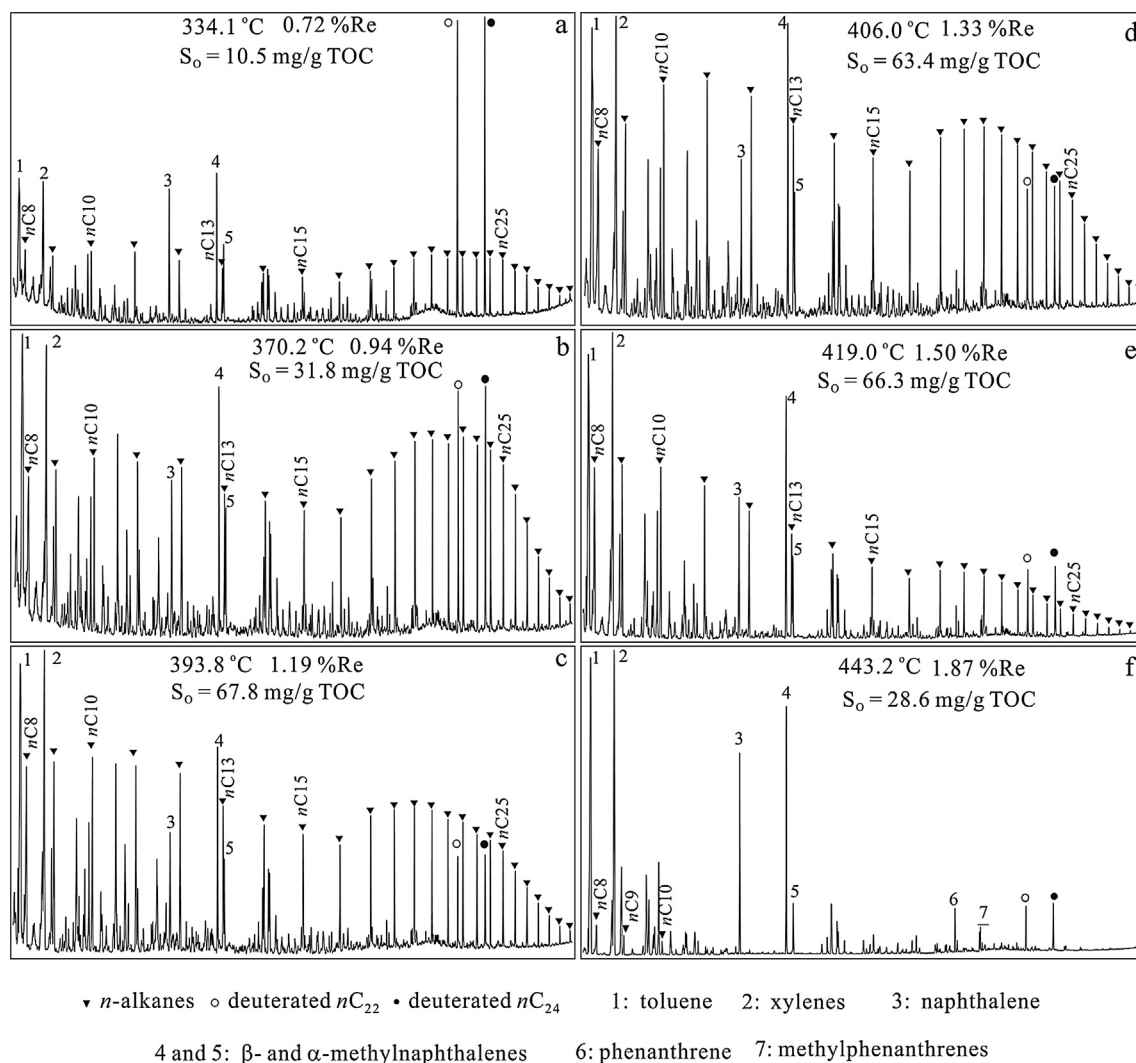 334.1 °C 0.72 %Re
a
Sₒ = 10.5 mg/g TOC
1
nC8
2
nC10
3
4
nC13
5
nC15
nC25
370.2 °C 0.94 %Re
b
Sₒ = 31.8 mg/g TOC
1
nC8
2
nC10
3
4
nC13
5
nC15
nC25
393.8 °C 1.19 %Re
c
Sₒ = 67.8 mg/g TOC
1
nC8
2
nC10
3
4
nC13
5
nC15
nC25
406.0 °C 1.33 %Re
d
Sₒ = 63.4 mg/g TOC
1
nC8
2
nC10
3
4
nC13
5
nC15
nC25
419.0 °C 1.50 %Re
e
Sₒ = 66.3 mg/g TOC
1
nC8
2
nC10
3
4
nC13
5
nC15
nC25
443.2 °C 1.87 %Re
f
Sₒ = 28.6 mg/g TOC
1
nC8
2
nC9
nC10
3
4
5
6
7
n-alkanes deuterated nC₂₂ deuterated nC₂₄ 1: toluene 2: xylenes 3: naphthalene
4 and 5: β- and α-methylnaphthalenes 6: phenanthrene 7: methylphenanthrenes